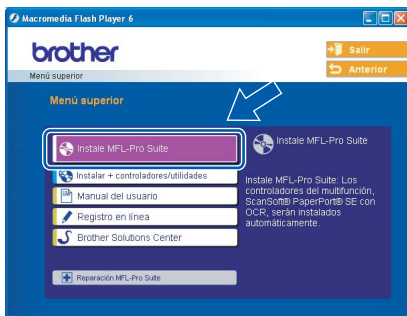 Macromedia Flash Player 6
brother
Salir
Anterior
Menú superior
Menú superior
Instale MFL-Pro Suite
Instalar + controladores/utilidades
Manual del usuario
Registro en línea
Brother Solutions Center
Reparación MFL-Pro Suite
Instale MFL-Pro Suite
Instale MFL-Pro Suite: Los
controladores del multifunción,
ScanSoft® PaperPort® SE con
OCR, serán instalados
automáticamente.